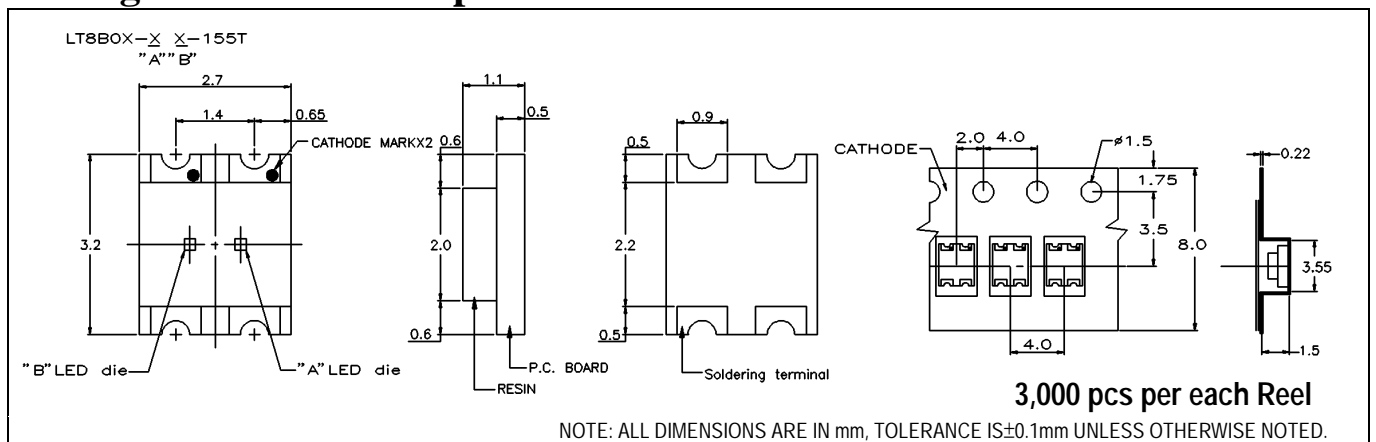 LT8B0X-X X-155T
"A" "B"
2.7
1.4
0.65
CATHODE MARKX2
3.2
"B"LED die
"A"LED die
1.1
0.5
0.6
2.0
0.6
P.C. BOARD
RESIN
0.9
0.5
2.2
0.5
Soldering terminal
CATHODE
2.0
4.0
ø1.5
1.75
3.5
8.0
4.0
0.22
3.55
1.5
3,000 pcs per each Reel
NOTE: ALL DIMENSIONS ARE IN mm, TOLERANCE IS±0.1mm UNLESS OTHERWISE NOTED.